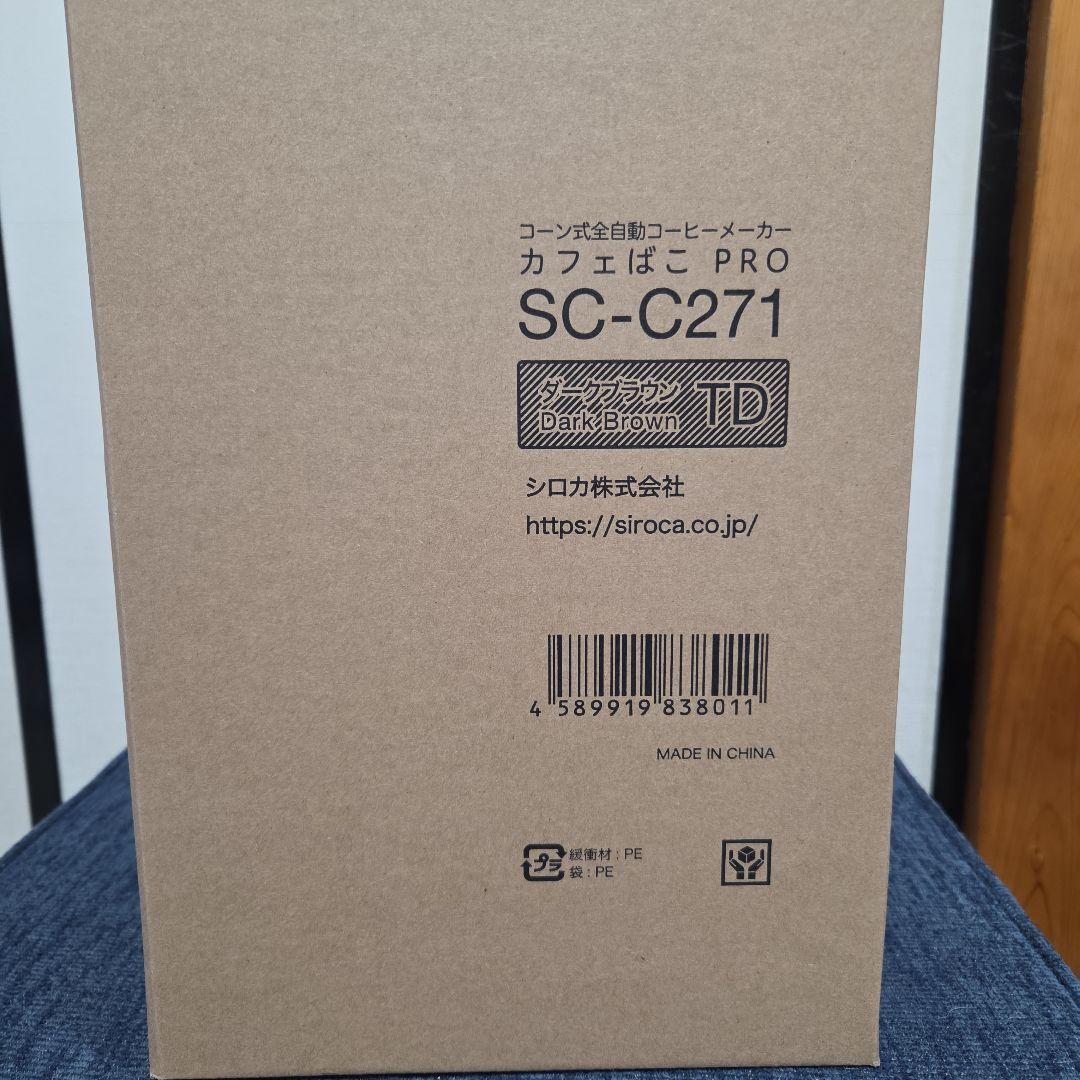 コーン式全自動コーヒーメーカー
カフェばこ PRO
SC-C271
ダークブラウン TD
Dark Brown
シロカ株式会社
https://siroca.co.jp/
4 589919 838011
MADE IN CHINA
プラ 緩衝材 : PE
袋 : PE